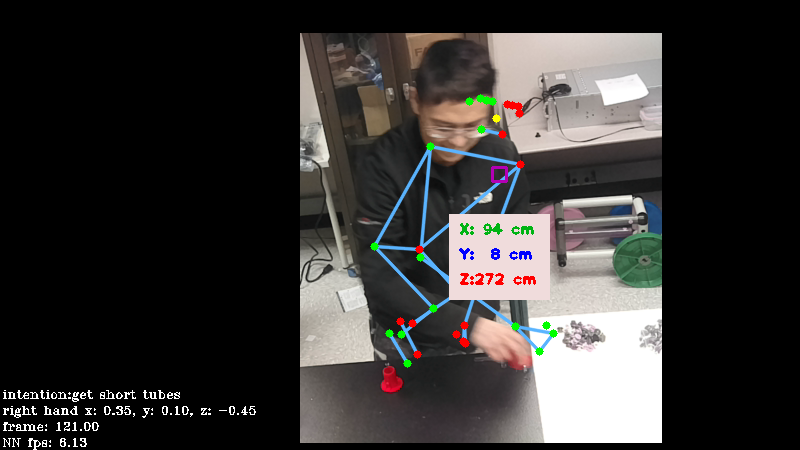 X: 94 cm
Y: 8 cm
Z:272 cm
intention:get short tubes
right hand x: 0.35, y: 0.10, z: −0.45
frame: 121.00
NN fps: 6.13